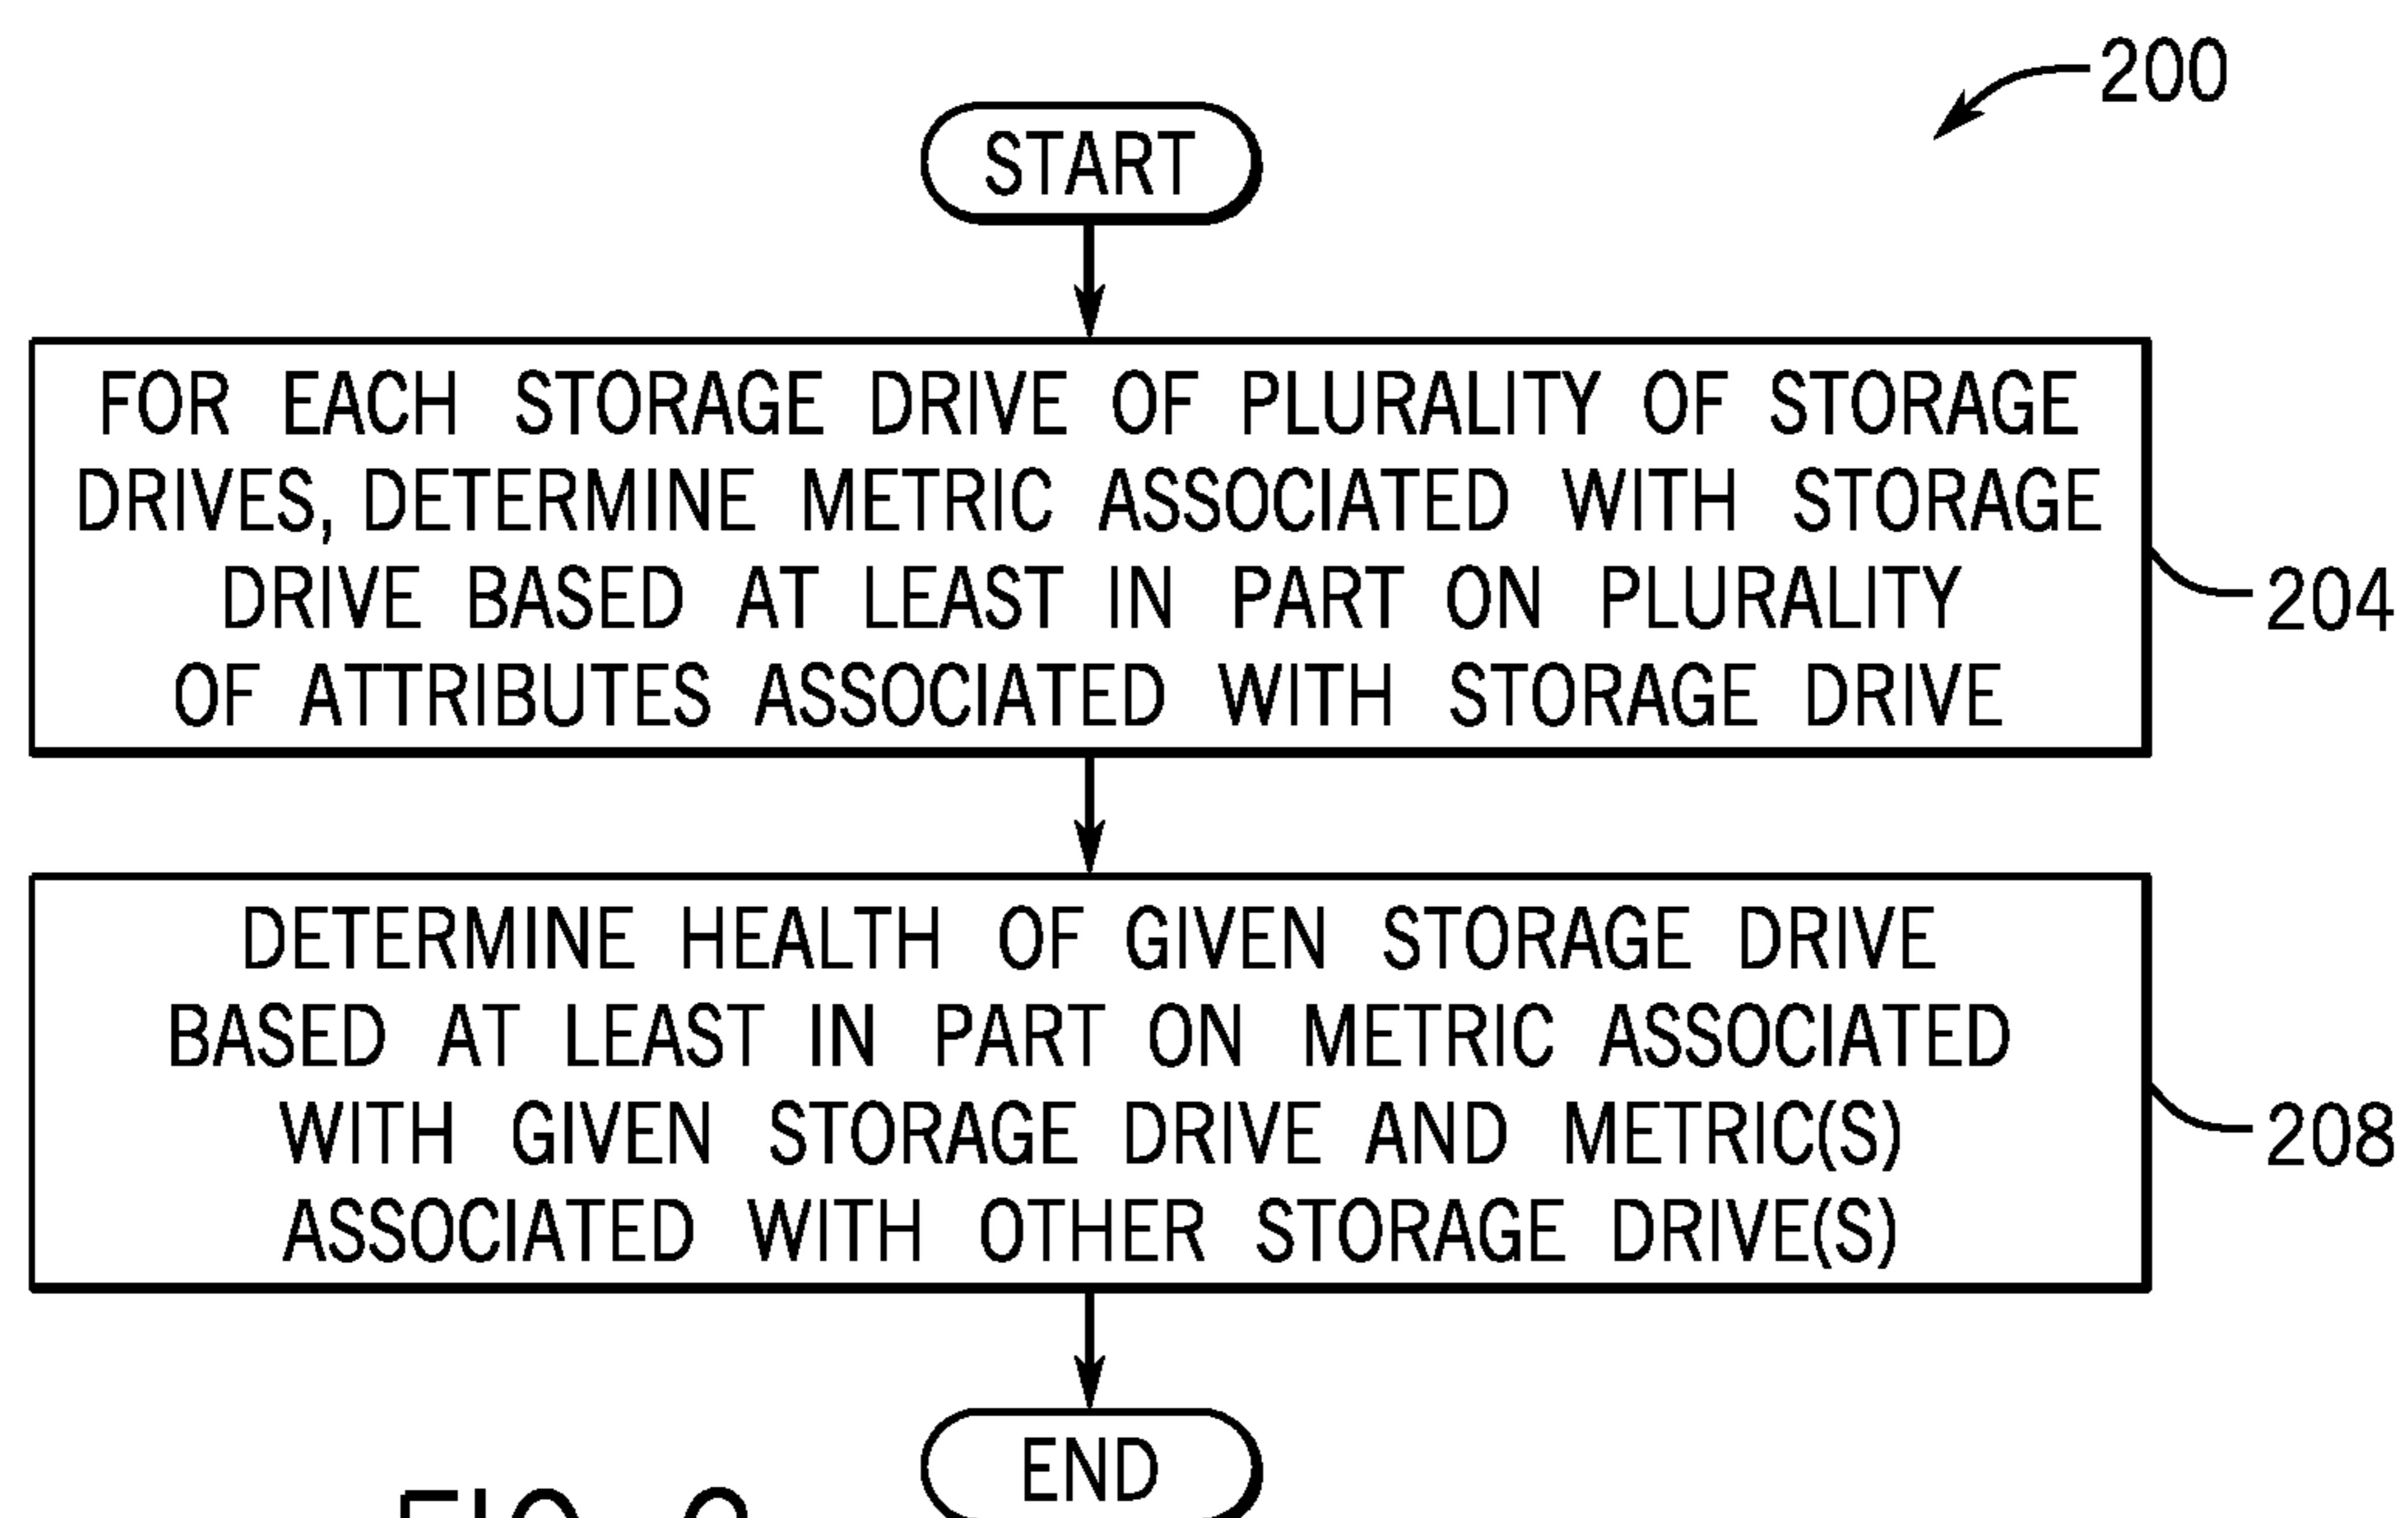 200
START
FOR EACH STORAGE DRIVE OF PLURALITY OF STORAGE
DRIVES, DETERMINE METRIC ASSOCIATED WITH STORAGE
DRIVE BASED AT LEAST IN PART ON PLURALITY
OF ATTRIBUTES ASSOCIATED WITH STORAGE DRIVE
204
DETERMINE HEALTH OF GIVEN STORAGE DRIVE
BASED AT LEAST IN PART ON METRIC ASSOCIATED
WITH GIVEN STORAGE DRIVE AND METRIC(S)
ASSOCIATED WITH OTHER STORAGE DRIVE(S)
208
END